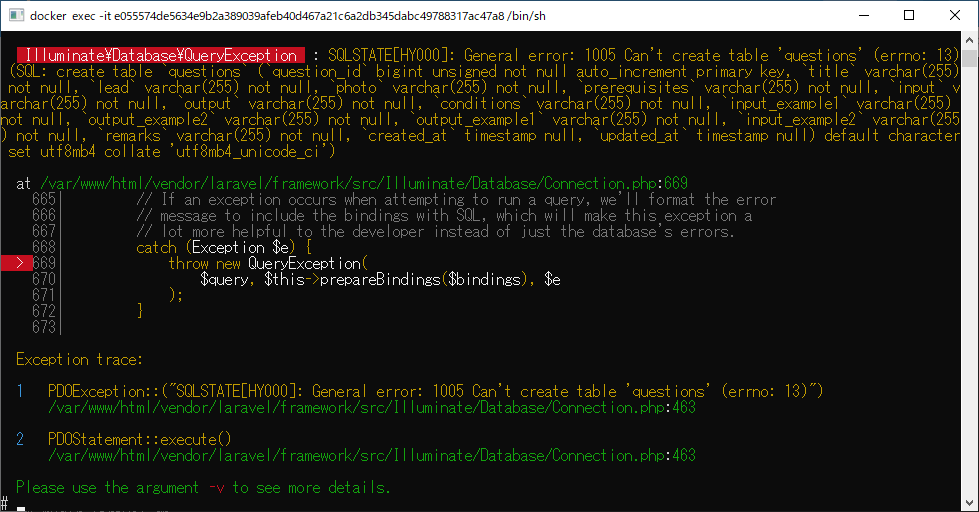 docker exec -it e055574de5634e9b2a389039afeb40d467a21c6a2db345dabc49788317ac47a8 /bin/sh
Illuminate¥Database¥QueryException : SQLSTATE[HY000]: General error: 1005 Can't create table 'questions' (errno: 13)
(SQL: create table `questions` (`question_id` bigint unsigned not null auto_increment primary key, `title` varchar(255)
not null, `lead` varchar(255) not null, `photo` varchar(255) not null, `prerequisites` varchar(255) not null, `input` v
archar(255) not null, `output` varchar(255) not null, `conditions` varchar(255) not null, `input_example1` varchar(255)
not null, `output_example2` varchar(255) not null, `output_example1` varchar(255) not null, `input_example2` varchar(255
) not null, `remarks` varchar(255) not null, `created_at` timestamp null, `updated_at` timestamp null) default character
set utf8mb4 collate 'utf8mb4_unicode_ci')
at /var/www/html/vendor/laravel/framework/src/Illuminate/Database/Connection.php:669
665| // If an exception occurs when attempting to run a query, we'll format the error
666| // message to include the bindings with SQL, which will make this exception a
667| // lot more helpful to the developer instead of just the database's errors.
668| catch (Exception $e) {
> 669| throw new QueryException(
670| $query, $this->prepareBindings($bindings), $e
671| );
672| }
673|
Exception trace:
1 PDOException::("SQLSTATE[HY000]: General error: 1005 Can't create table 'questions' (errno: 13)")
/var/www/html/vendor/laravel/framework/src/Illuminate/Database/Connection.php:463
2 PDOStatement::execute()
/var/www/html/vendor/laravel/framework/src/Illuminate/Database/Connection.php:463
Please use the argument -v to see more details.
#